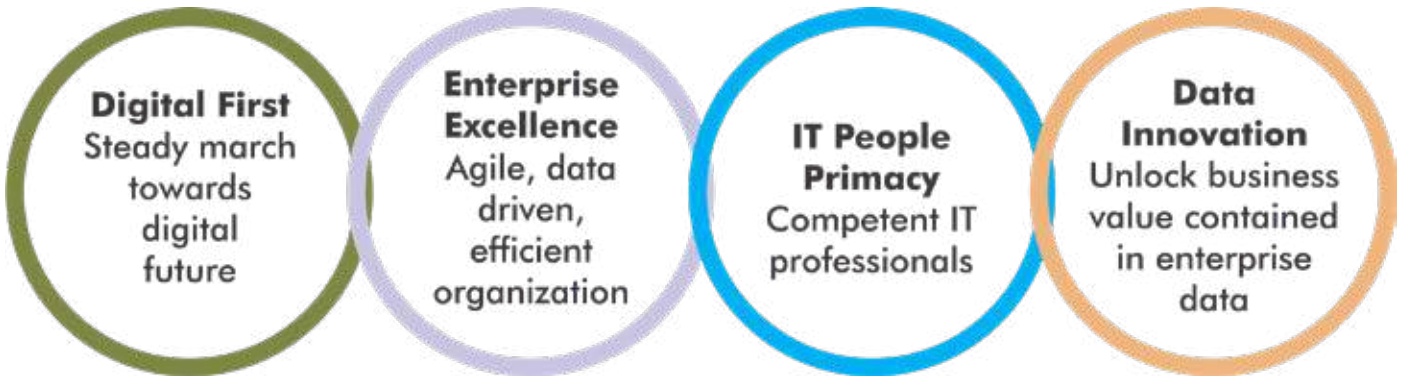 Digital First
Steady march
towards
digital
future
Enterprise
Excellence
Agile, data
driven,
efficient
organization
IT People
Primacy
Competent IT
professionals
Data
Innovation
Unlock business
value contained
in enterprise
data